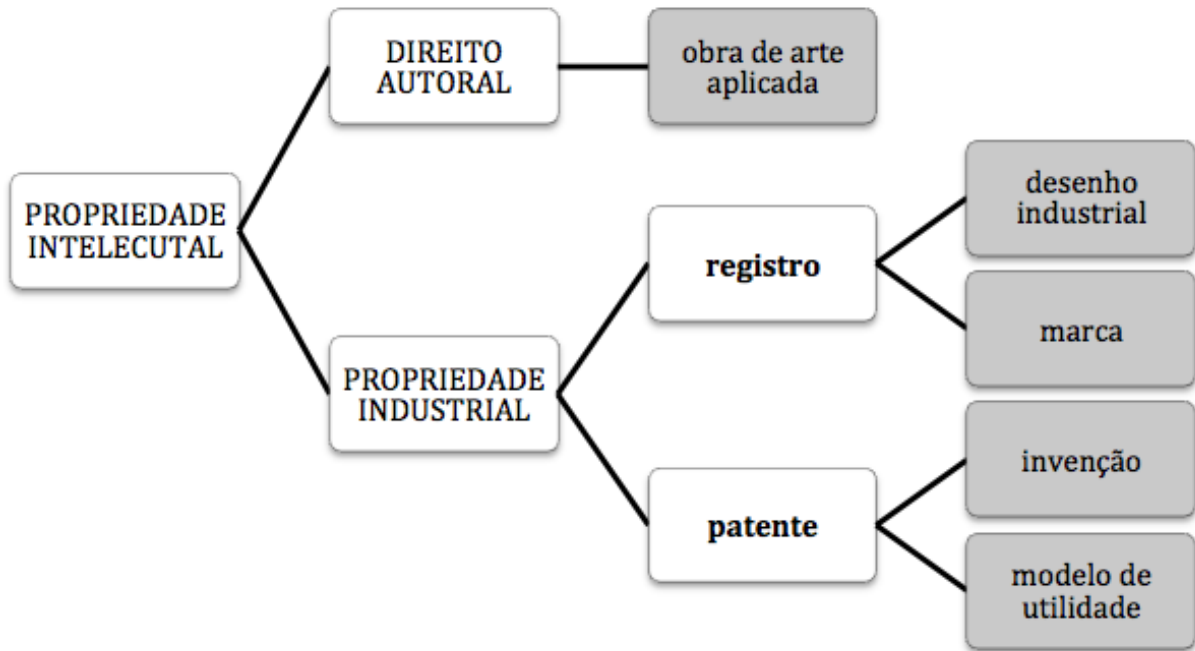 DIREITO
AUTORAL
obra de arte
aplicada
PROPRIEDADE
INTELECUTAL
desenho
industrial
registro
marca
PROPRIEDADE
INDUSTRIAL
invenção
patente
modelo de
utilidade